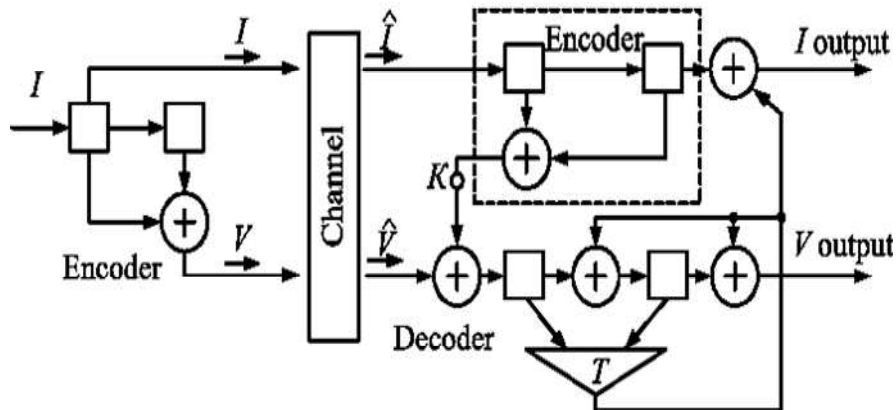 I
I
Î
Encoder
I output
Channel
K
Encoder
V
V̂
V output
Decoder
T